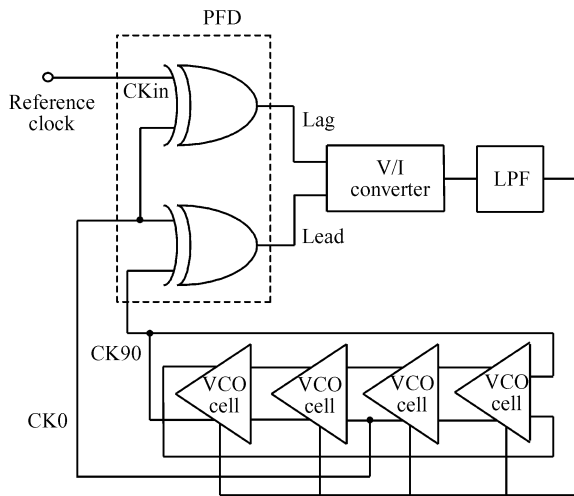 PFD
CKin
Reference
clock
Lag
V/I
converter
LPF
Lead
CK90
VCO
cell
VCO
cell
VCO
cell
VCO
cell
CK0